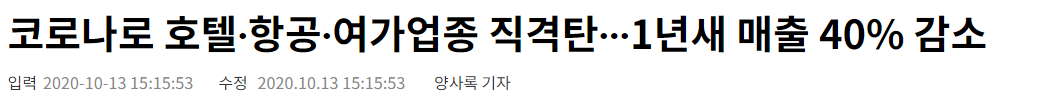 코로나로 호텔·항공·여가업종 직격탄…1년새 매출 40% 감소
입력 2020-10-13 15:15:53 수정 2020.10.13 15:15:53 양사록 기자